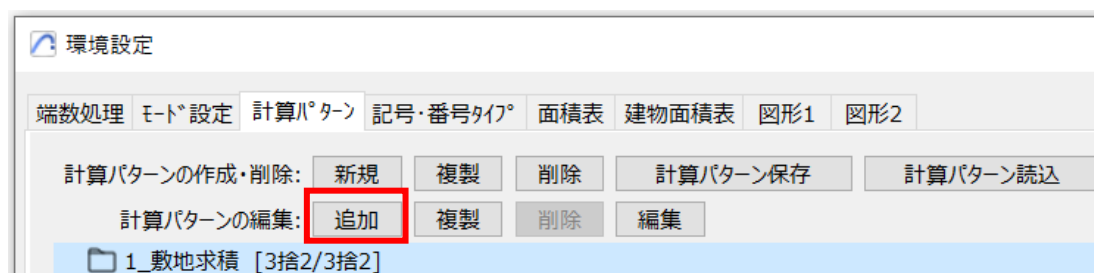 環境設定
端数処理 ﾓｰﾄﾞ設定 計算ﾊﾟﾀｰﾝ 記号･番号ﾀｲﾌﾟ 面積表 建物面積表 図形1 図形2
計算パターンの作成･削除: 新規 複製 削除 計算パターン保存 計算パターン読込
計算パターンの編集: 追加 複製 削除 編集
1_敷地求積 [3捨2/3捨2]